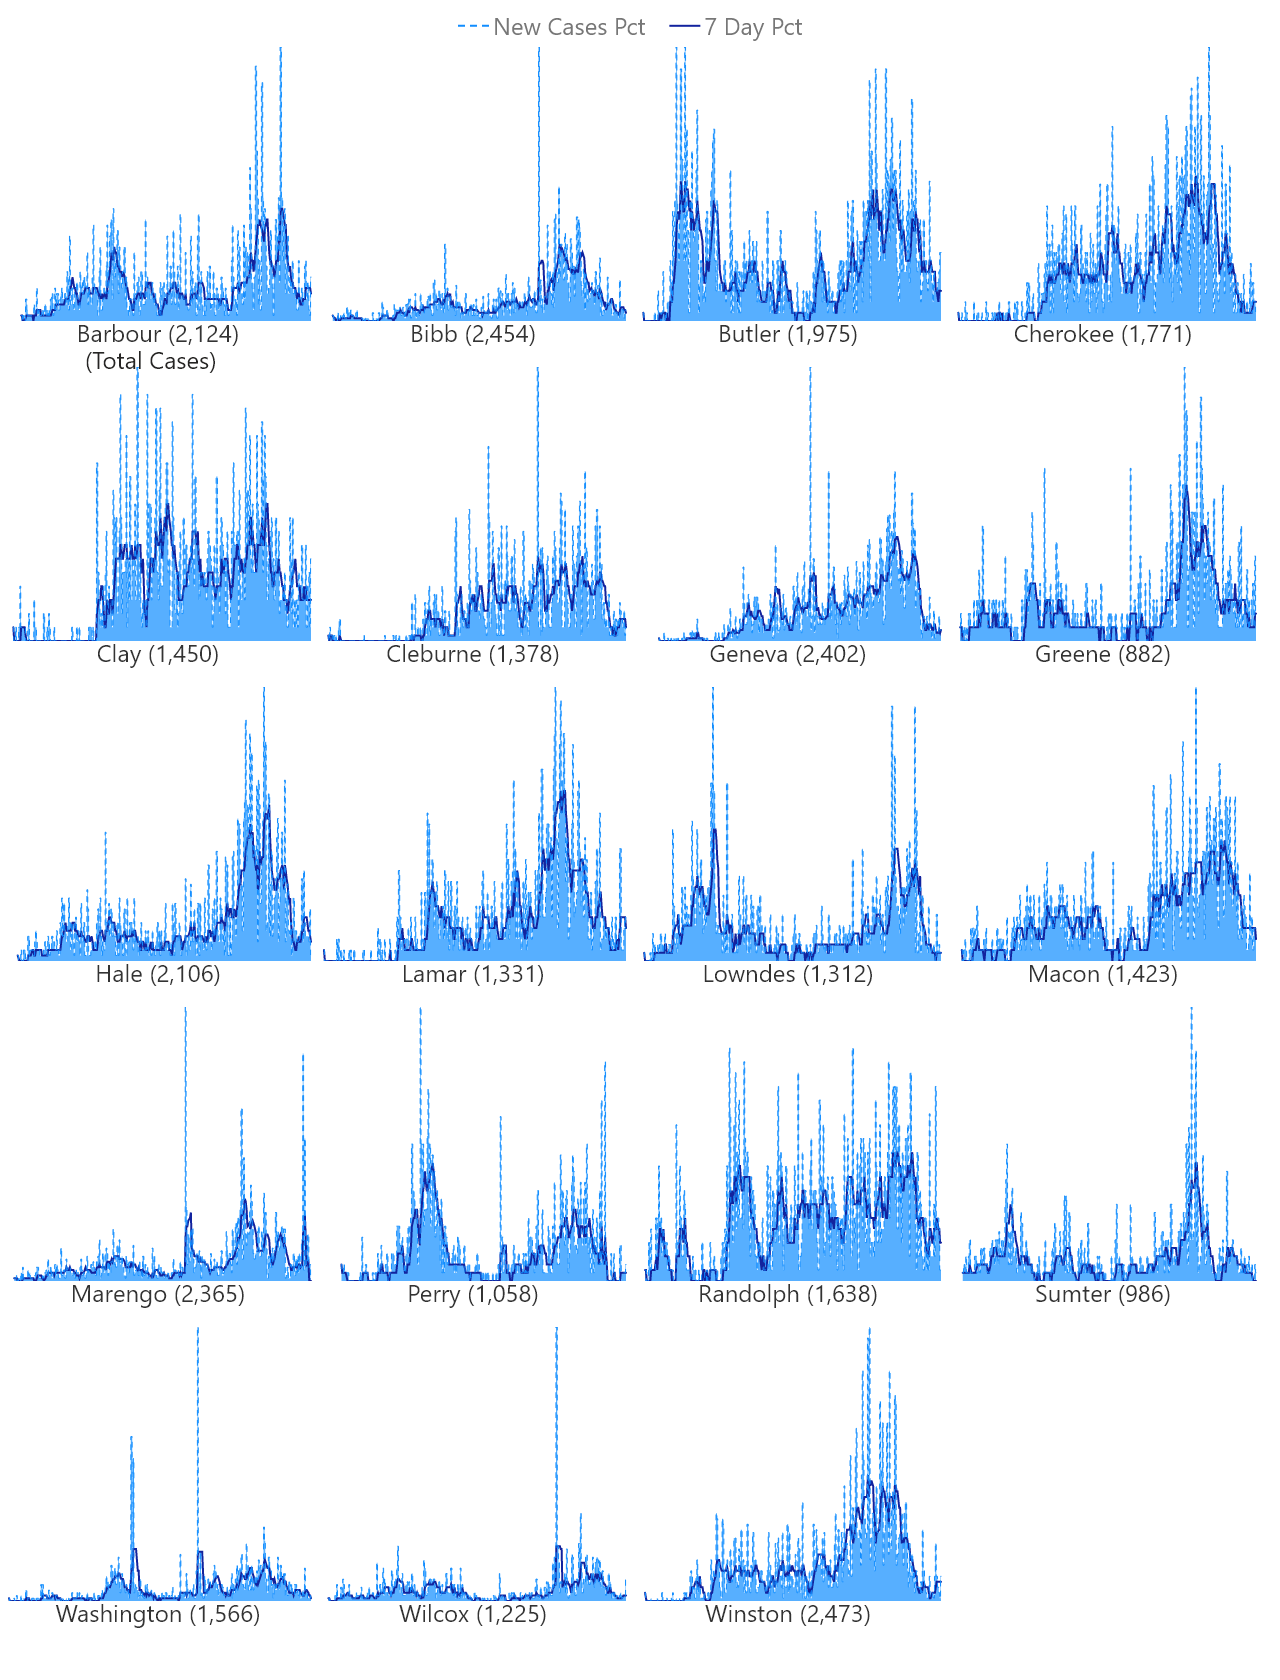 New Cases Pct 7 Day Pct
Barbour (2,124) Bibb (2,454) Butler (1,975) Cherokee (1,771)
(Total Cases)
Clay (1,450) Cleburne (1,378) Geneva (2,402) Greene (882)
Hale (2,106) Lamar (1,331) Lowndes (1,312) Macon (1,423)
Marengo (2,365) Perry (1,058) Randolph (1,638) Sumter (986)
Washington (1,566) Wilcox (1,225) Winston (2,473)